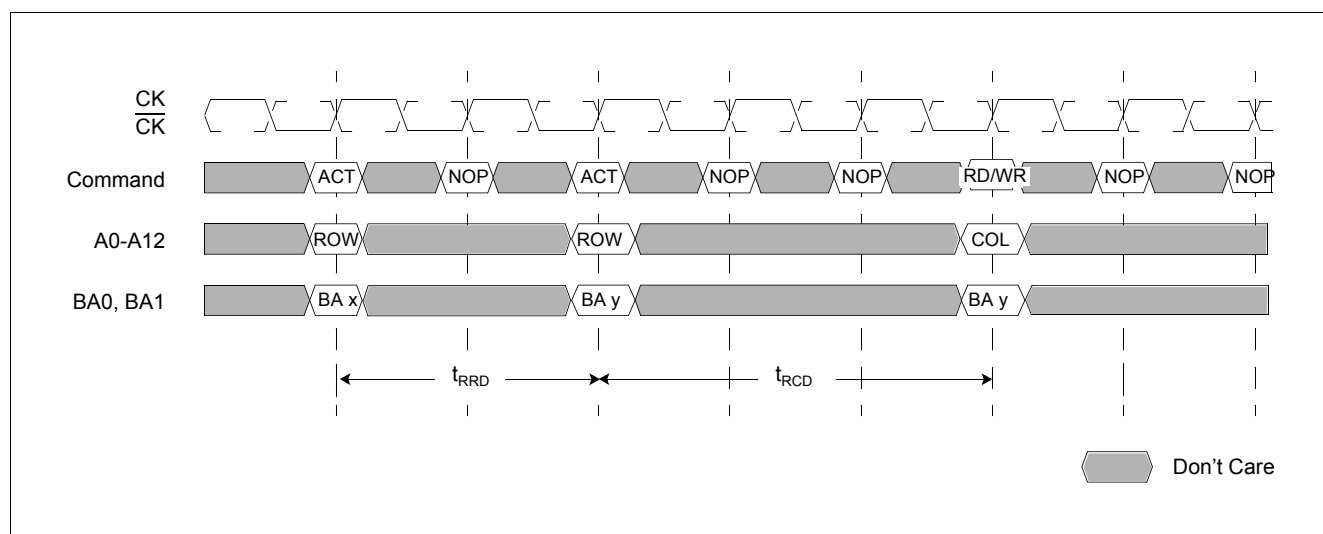 CK
CK
Command ACT NOP ACT NOP NOP RD/WR NOP NOP
A0-A12 ROW ROW COL
BA0, BA1 BA x BA y BA y
tRRD tRCD
Don't Care